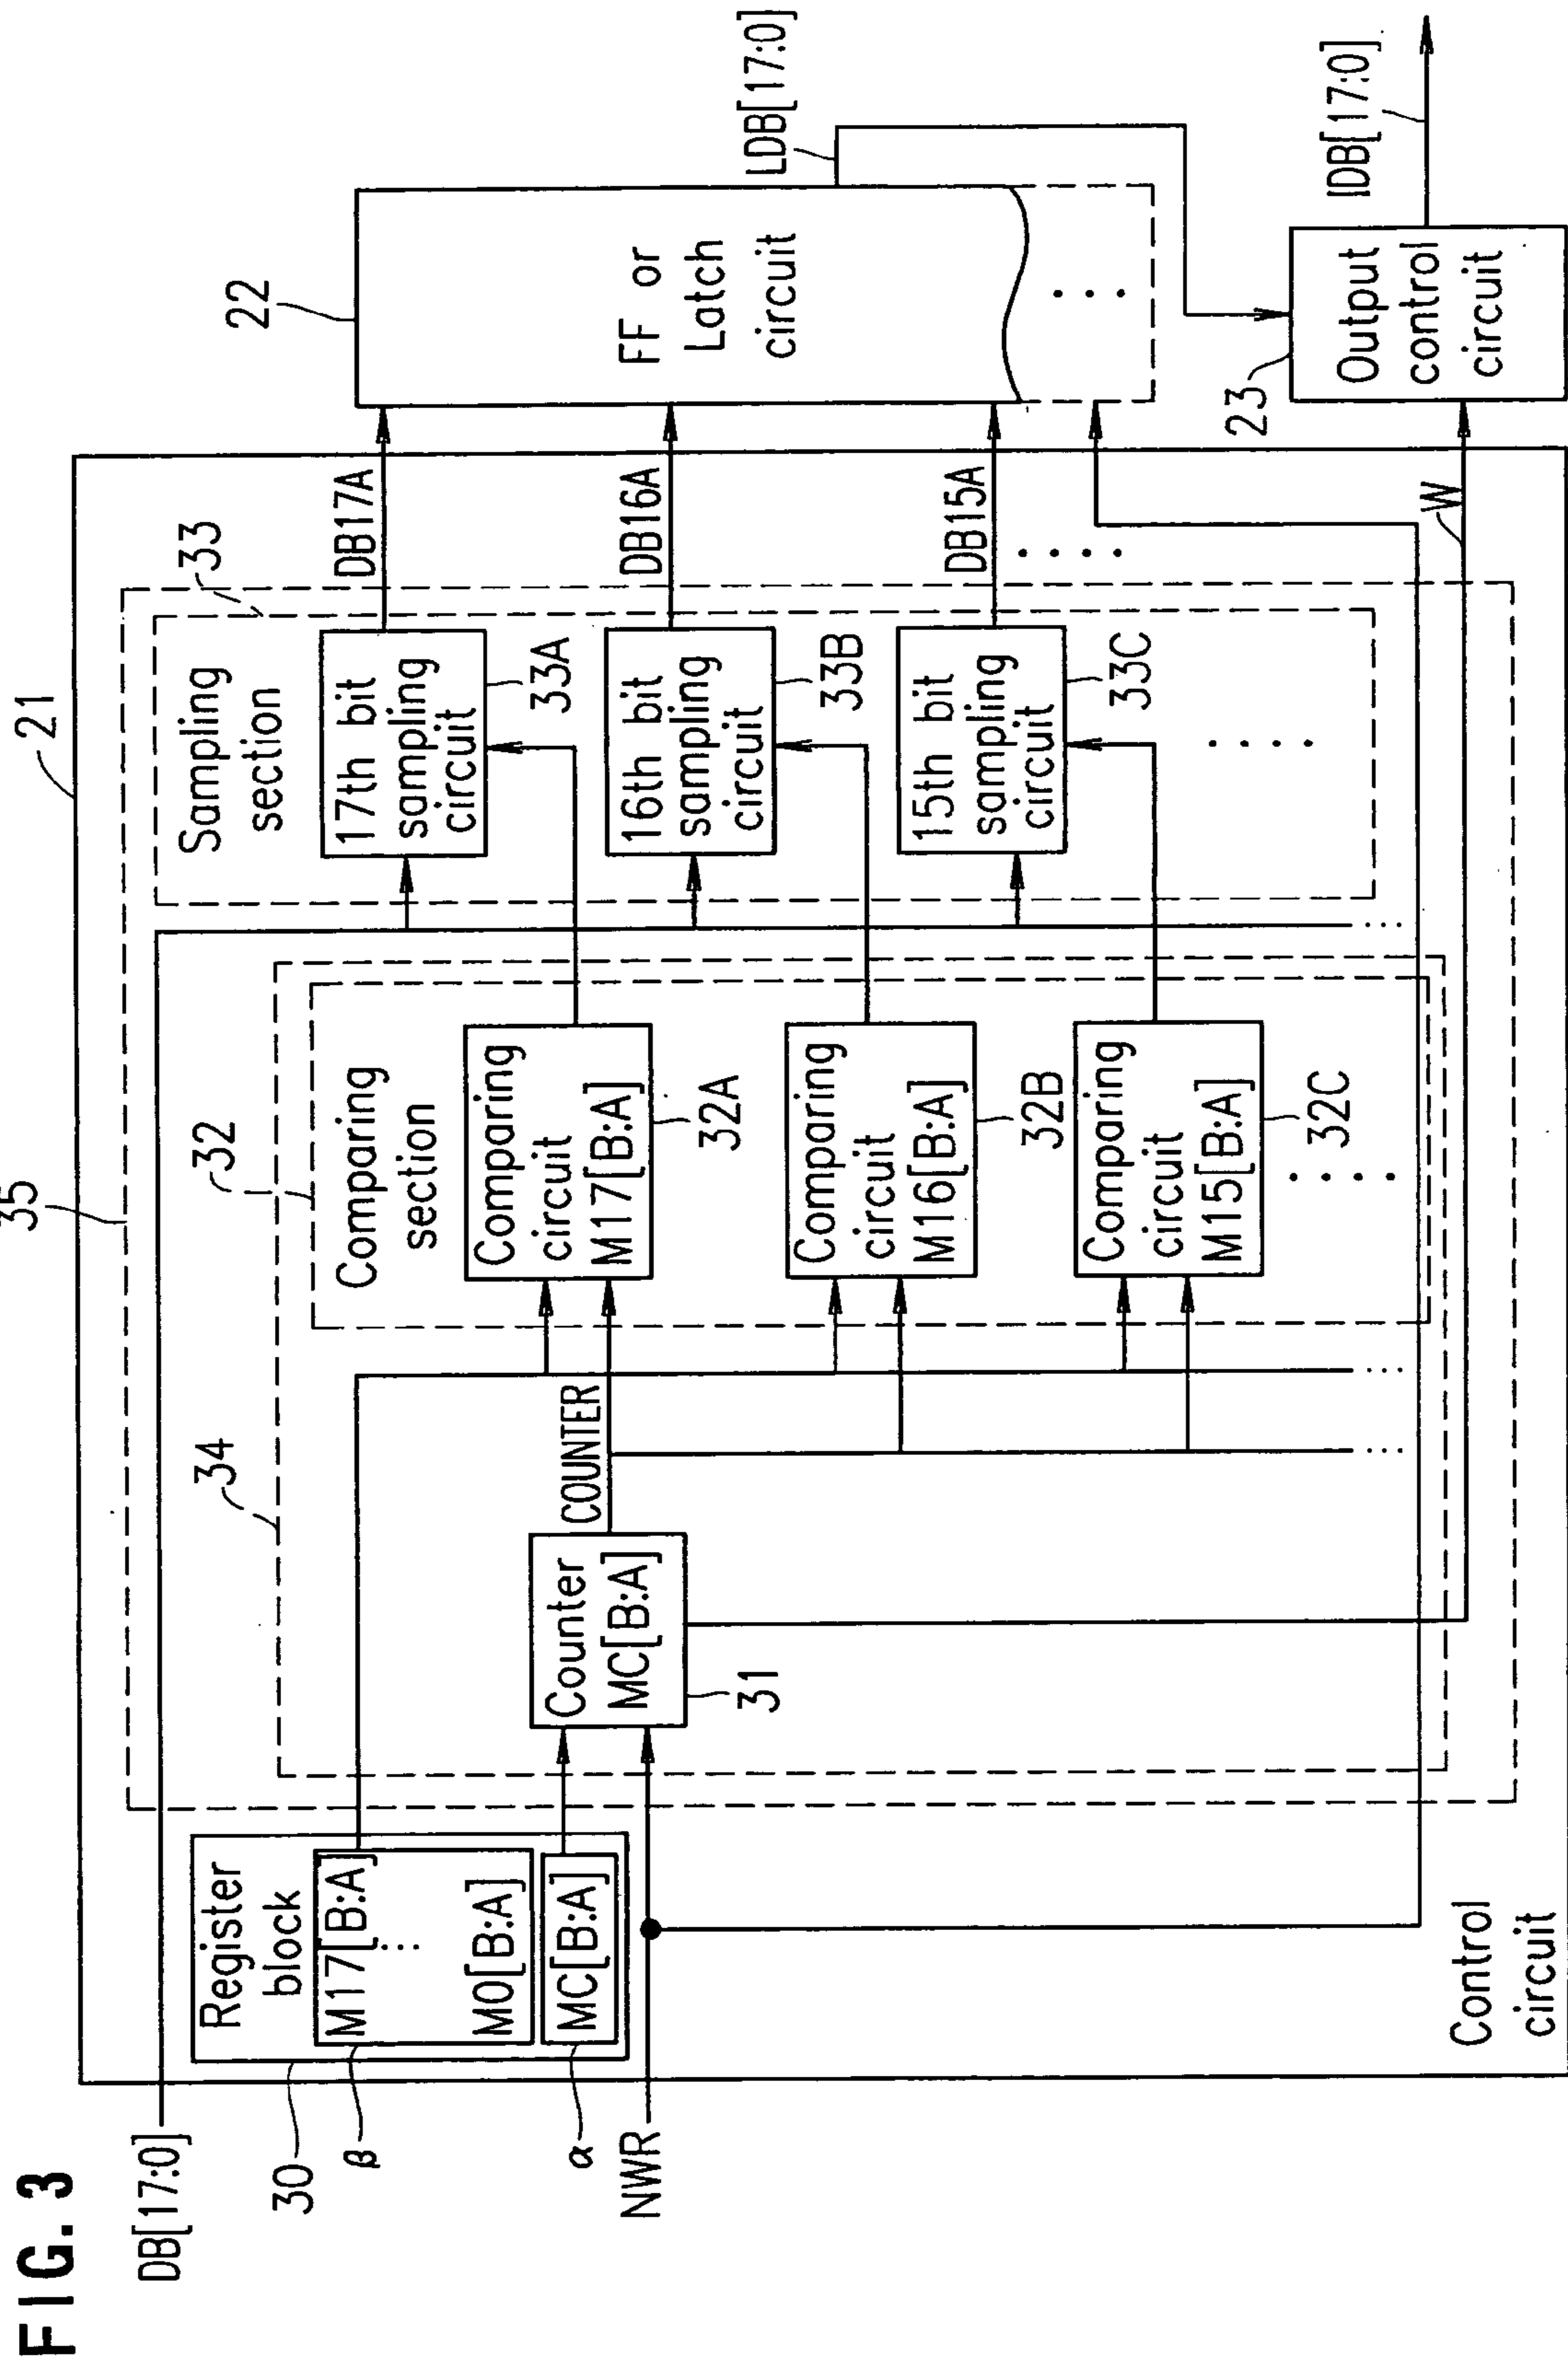 FIG. 3
35
21
DB[17:0]
30
β
α
NWR
Register
block
M17[B:A]
...
M0[B:A]
MC[B:A]
34
Counter
MC[B:A]
31
COUNTER
32
Comparing
section
Comparing
circuit
M17[B:A]
32A
Comparing
circuit
M16[B:A]
32B
Comparing
circuit
M15[B:A]
32C
....
...
...
33
Sampling
section
17th bit
sampling
circuit
33A
16th bit
sampling
circuit
33B
15th bit
sampling
circuit
33C
....
...
DB17A
DB16A
DB15A
....
W
Control
circuit
22
FF or
Latch
circuit
...
LDB[17:0]
23
Output
control
circuit
IDB[17:0]